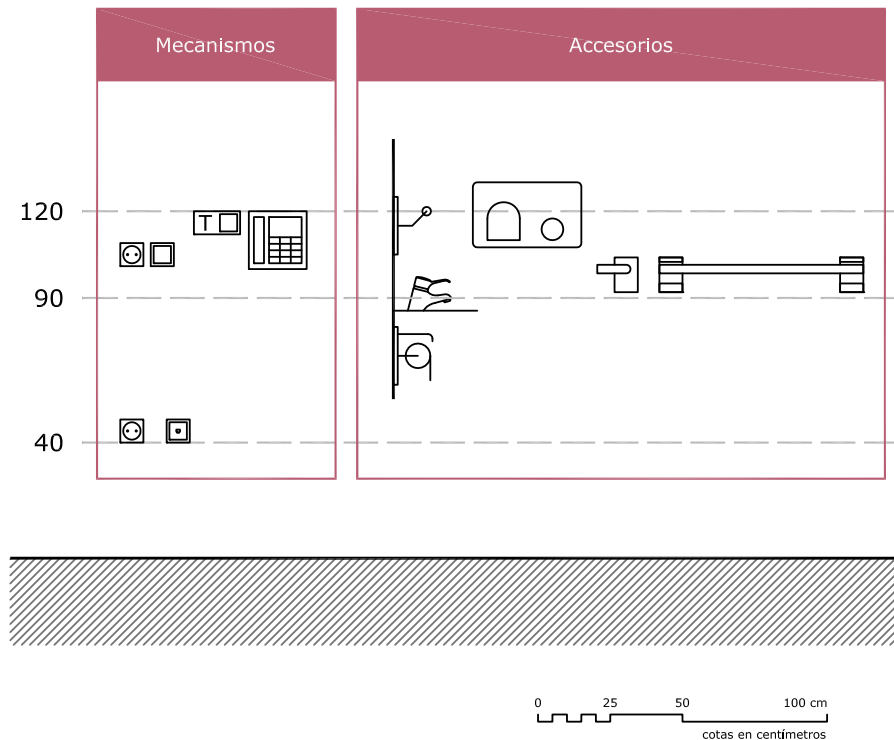 Mecanismos
Accesorios
120
T
90
40
0 25 50 100 cm
cotas en centímetros